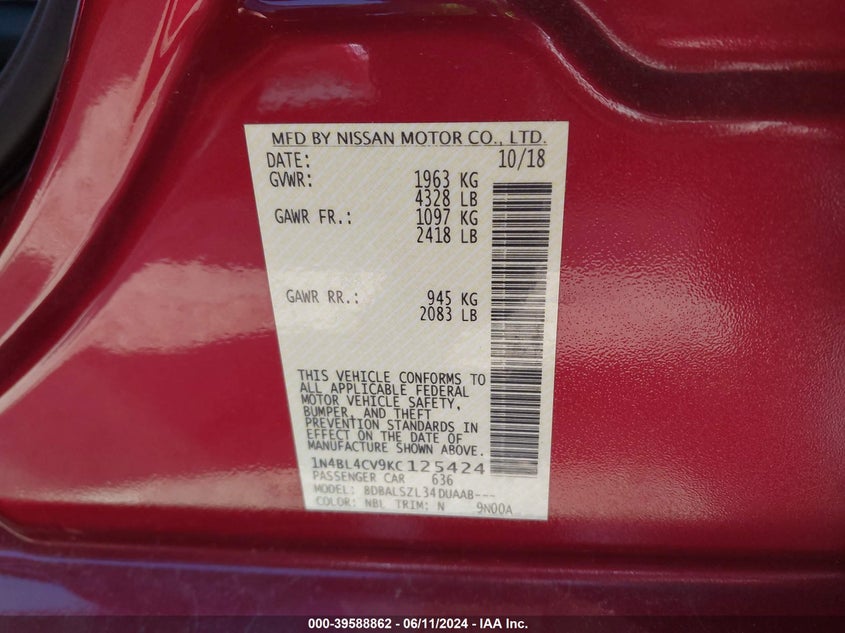 MFD BY NISSAN MOTOR CO., LTD.
DATE: 10/18
GVWR: 1963 KG
4328 LB
GAWR FR.: 1097 KG
2418 LB
GAWR RR.: 945 KG
2083 LB
THIS VEHICLE CONFORMS TO
ALL APPLICABLE FEDERAL
MOTOR VEHICLE SAFETY,
BUMPER, AND THEFT
PREVENTION STANDARDS IN
EFFECT ON THE DATE OF
MANUFACTURE SHOWN ABOVE.
1N4BL4CV9KC125424
PASSENGER CAR 636
MODEL: BDBALSZL34DUAAB---
COLOR: NBL TRIM: N 9N00A
000-39588862 - 06/11/2024 - IAA Inc.